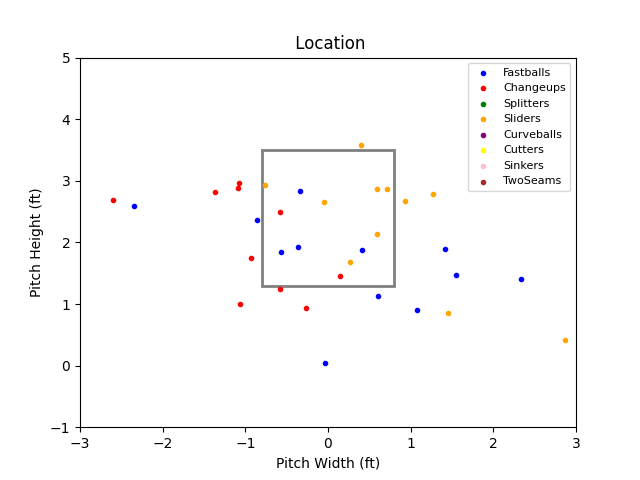 Location
5
4
3
2
1
0
−1
−3
−2
−1
0
1
2
3
Pitch Height (ft)
Pitch Width (ft)
Fastballs
Changeups
Splitters
Sliders
Curveballs
Cutters
Sinkers
TwoSeams